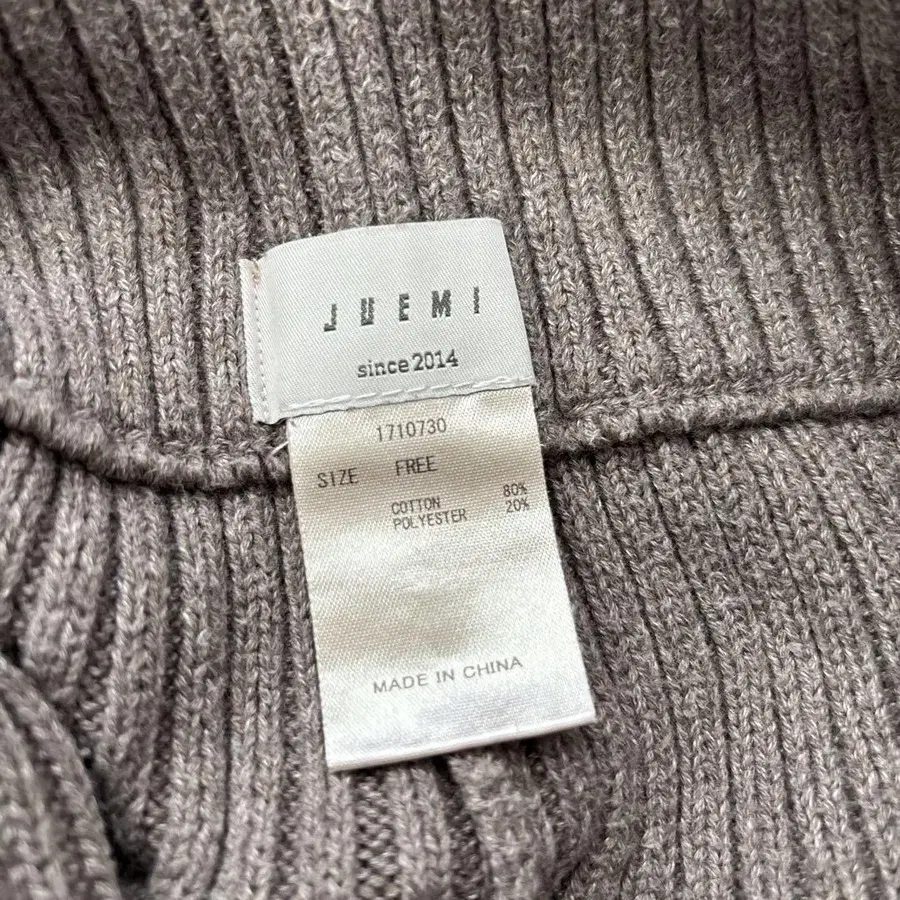 JUEMI
since 2014
1710730
SIZE FREE
COTTON 80%
POLYESTER 20%
MADE IN CHINA